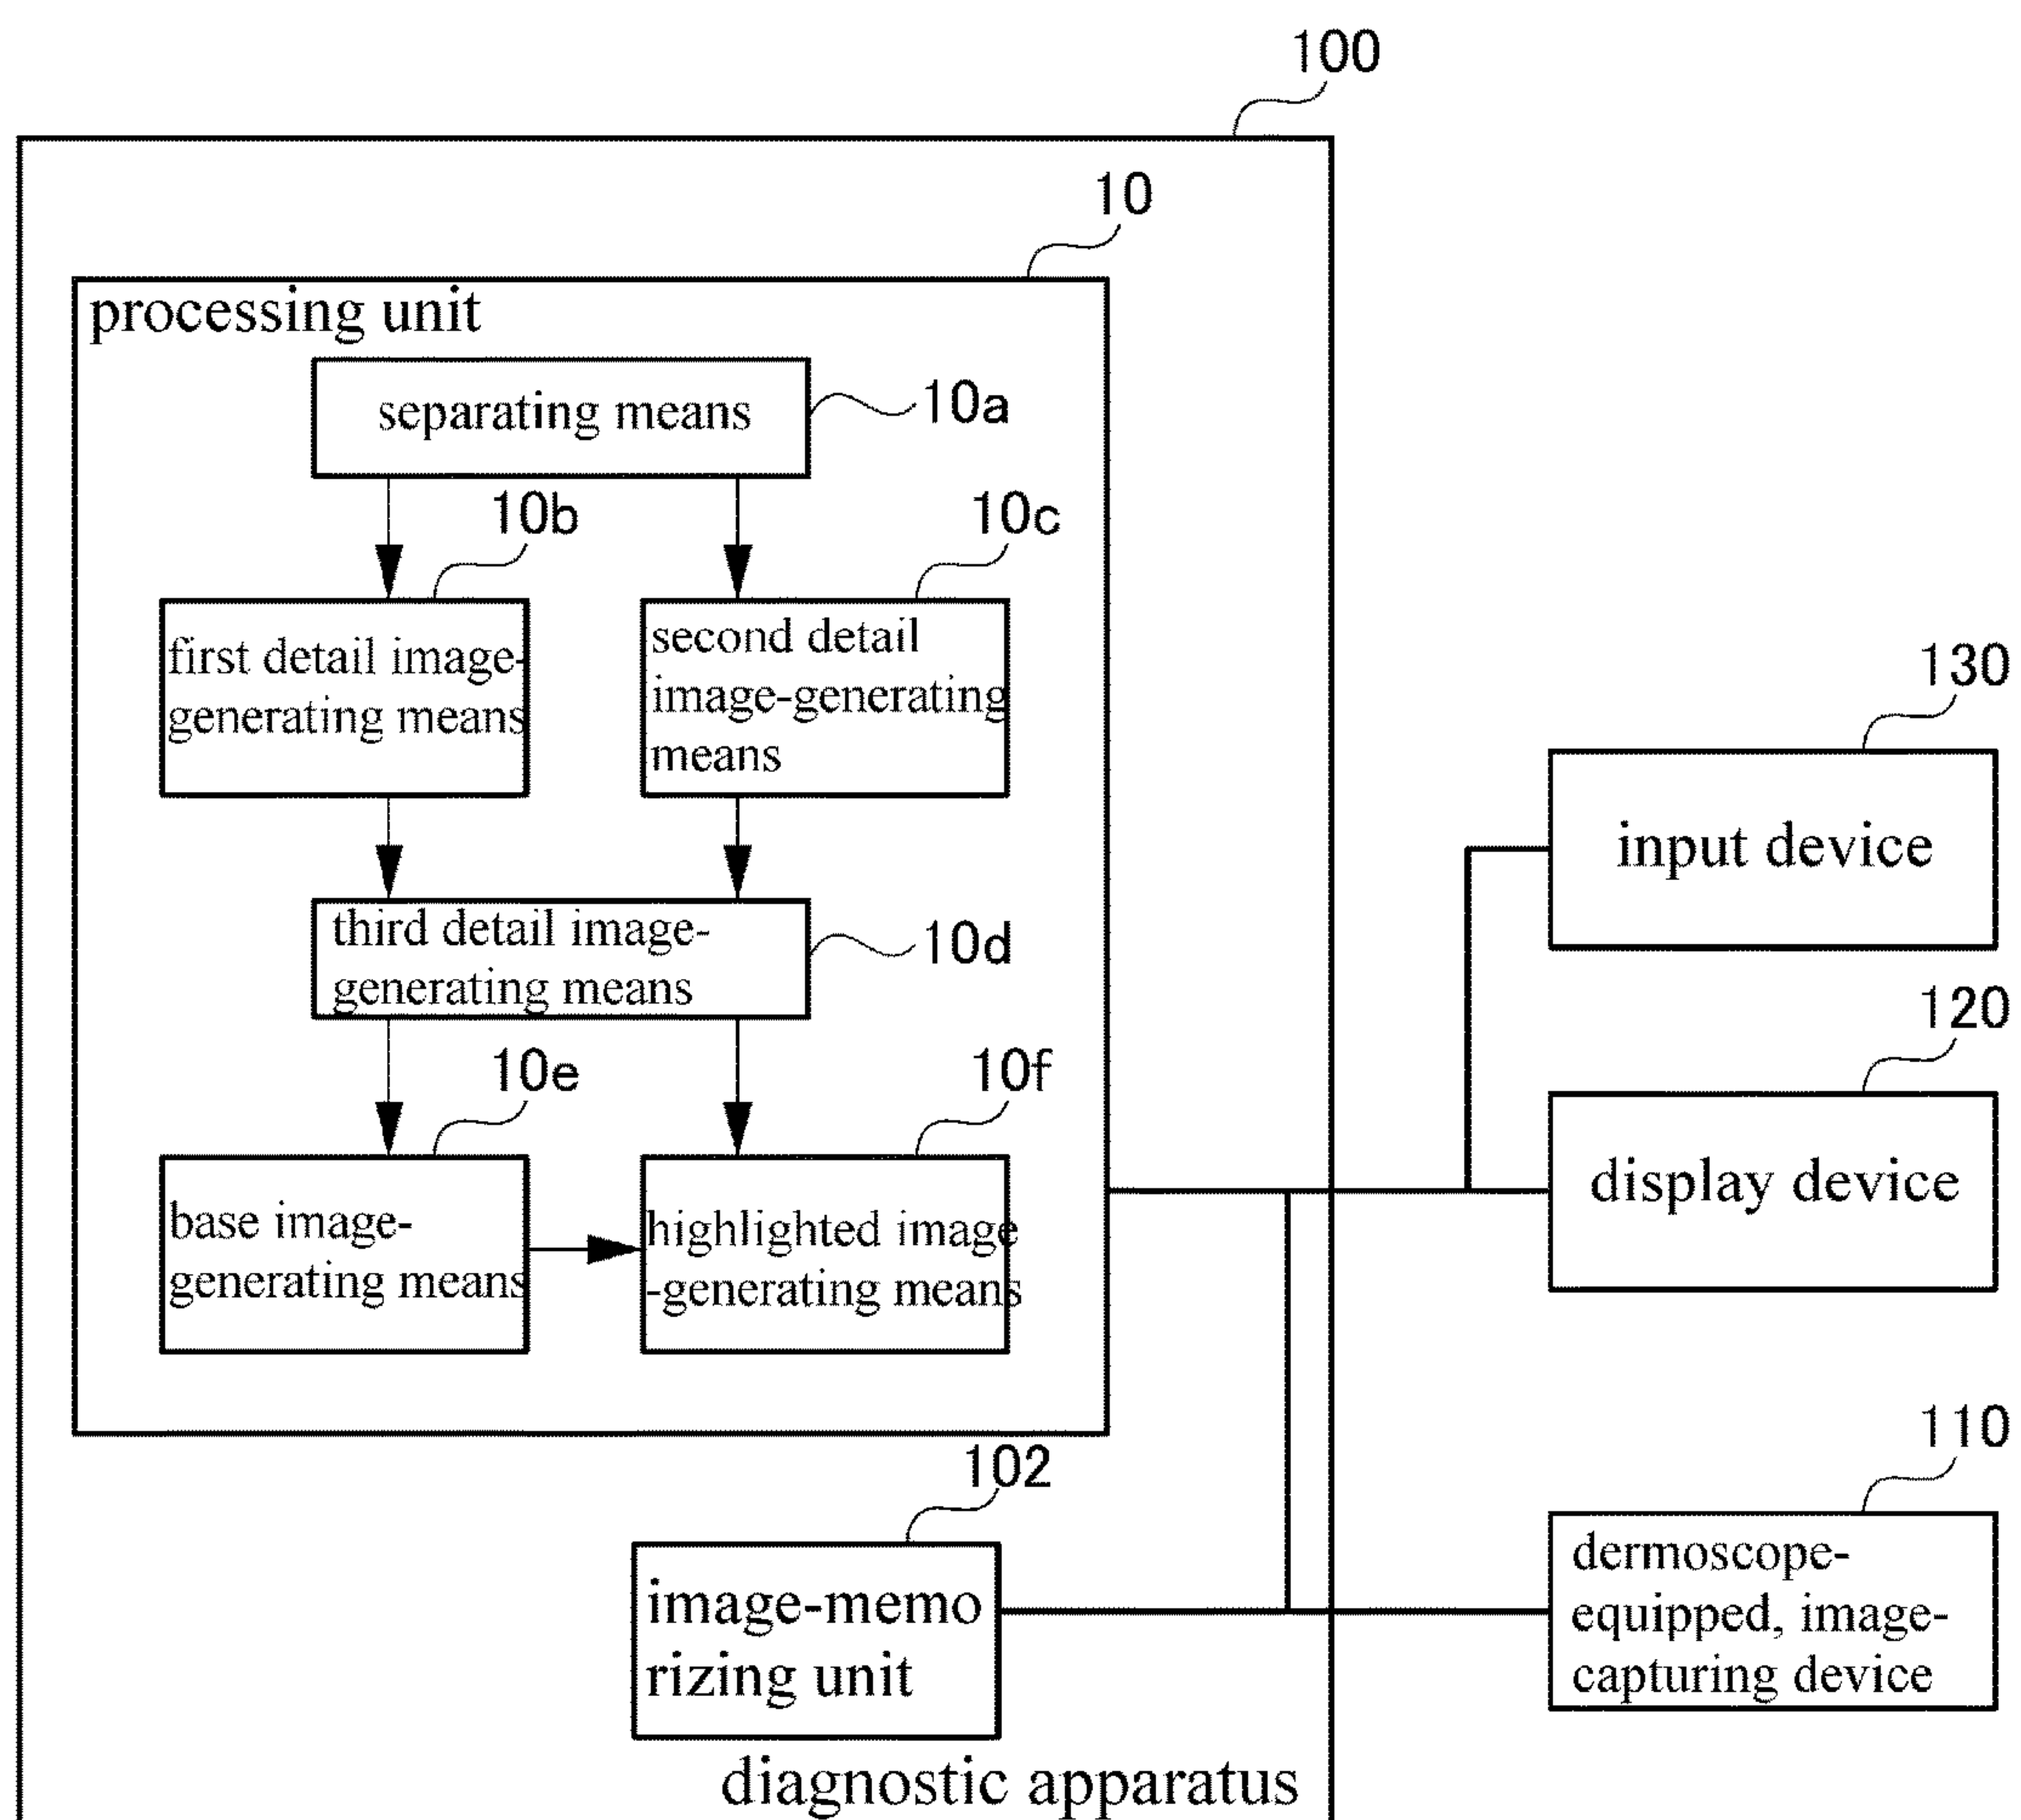 100
10
processing unit
separating means
10a
10b
10c
first detail image-
generating means
second detail
image-generating
means
130
input device
third detail image-
generating means
10d
120
display device
10e
10f
base image-
generating means
highlighted image
-generating means
110
dermoscope-
equipped, image-
capturing device
102
image-memo
rizing unit
diagnostic apparatus